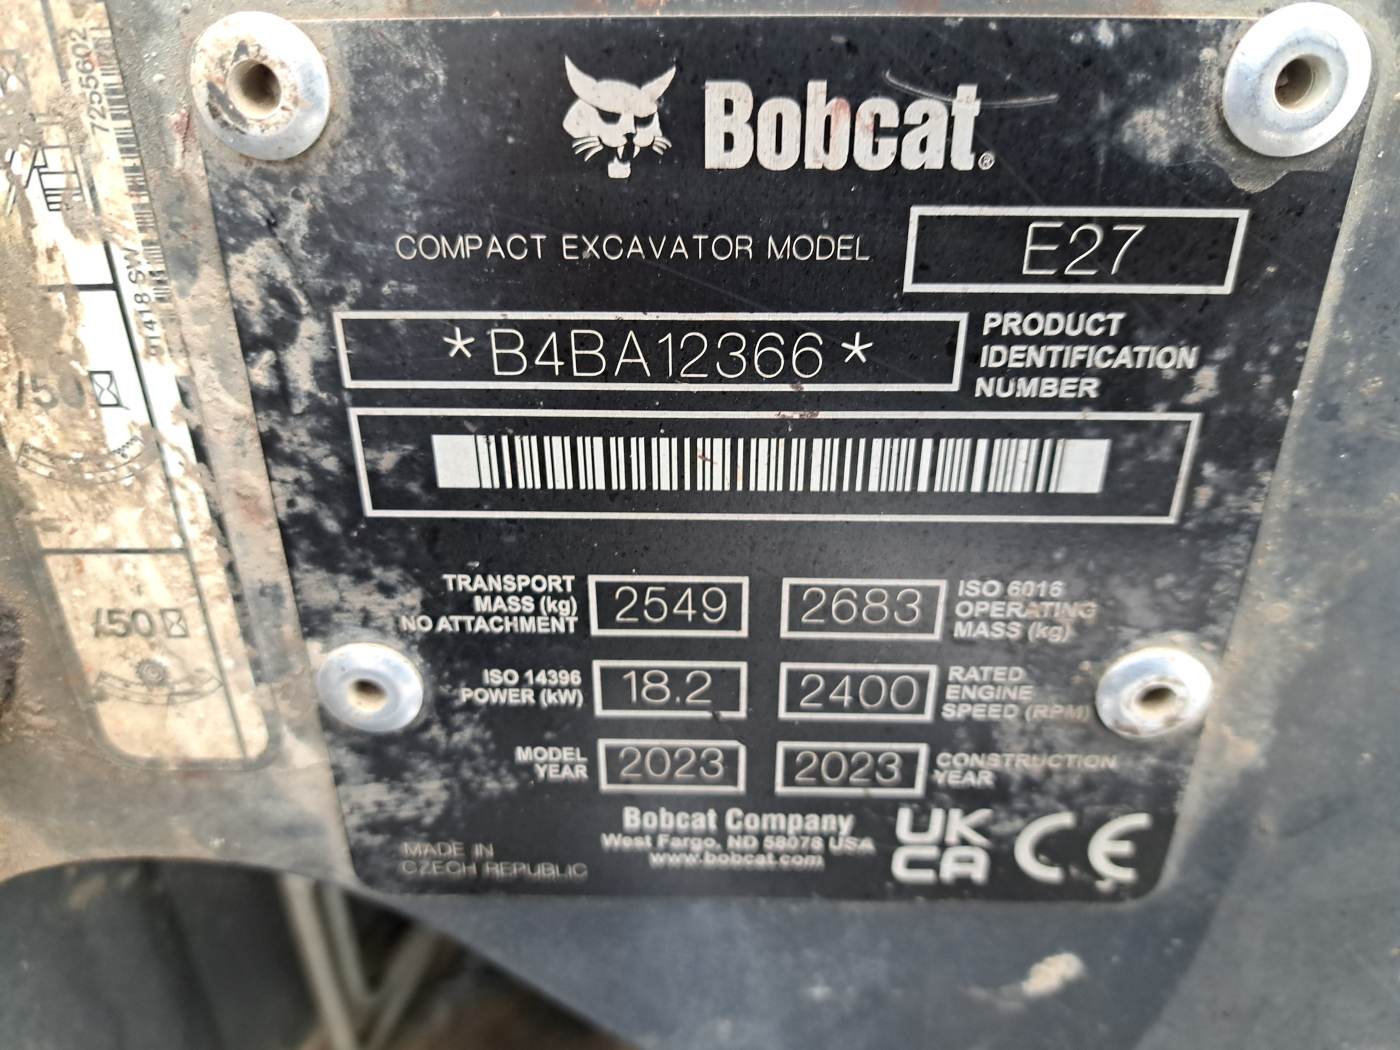 Bobcat®
COMPACT EXCAVATOR MODEL E27
*B4BA12366*
PRODUCT
IDENTIFICATION
NUMBER
TRANSPORT
MASS (kg)
NO ATTACHMENT
2549
2683
ISO 6016
OPERATING
MASS (kg)
ISO 14396
POWER (kW)
18.2
2400
RATED
ENGINE
SPEED (RPM)
MODEL
YEAR
2023
2023
CONSTRUCTION
YEAR
MADE IN
CZECH REPUBLIC
Bobcat Company
West Fargo, ND 58078 USA
www.bobcat.com
UK
CA
CE
7255602
/50
/50